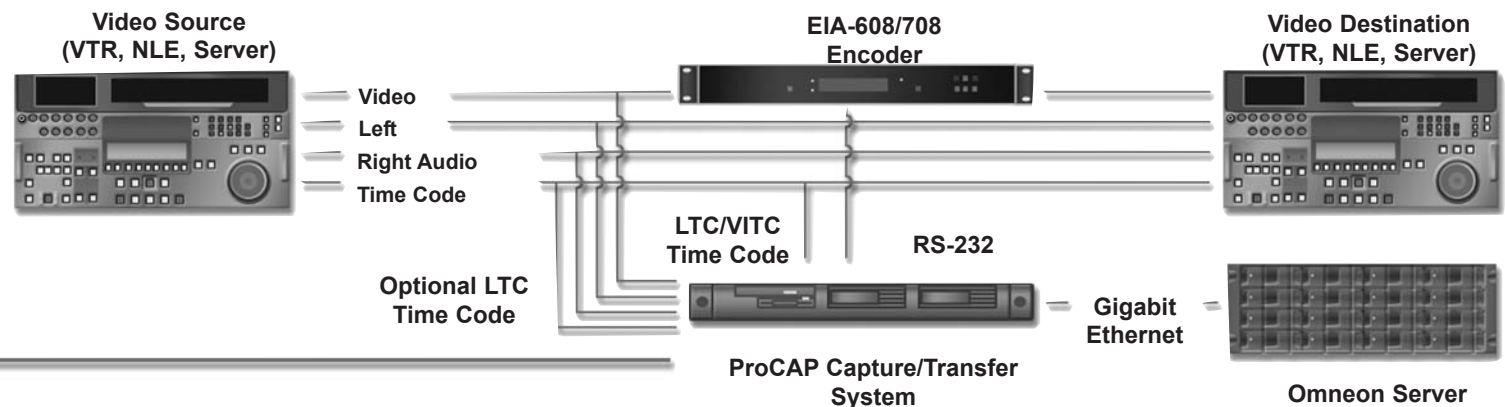 Video Source
(VTR, NLE, Server)
EIA-608/708
Encoder
Video Destination
(VTR, NLE, Server)
Video
Left
Right Audio
Time Code
LTC/VITC
Time Code
RS-232
Optional LTC
Time Code
Gigabit
Ethernet
ProCAP Capture/Transfer
System
Omneon Server